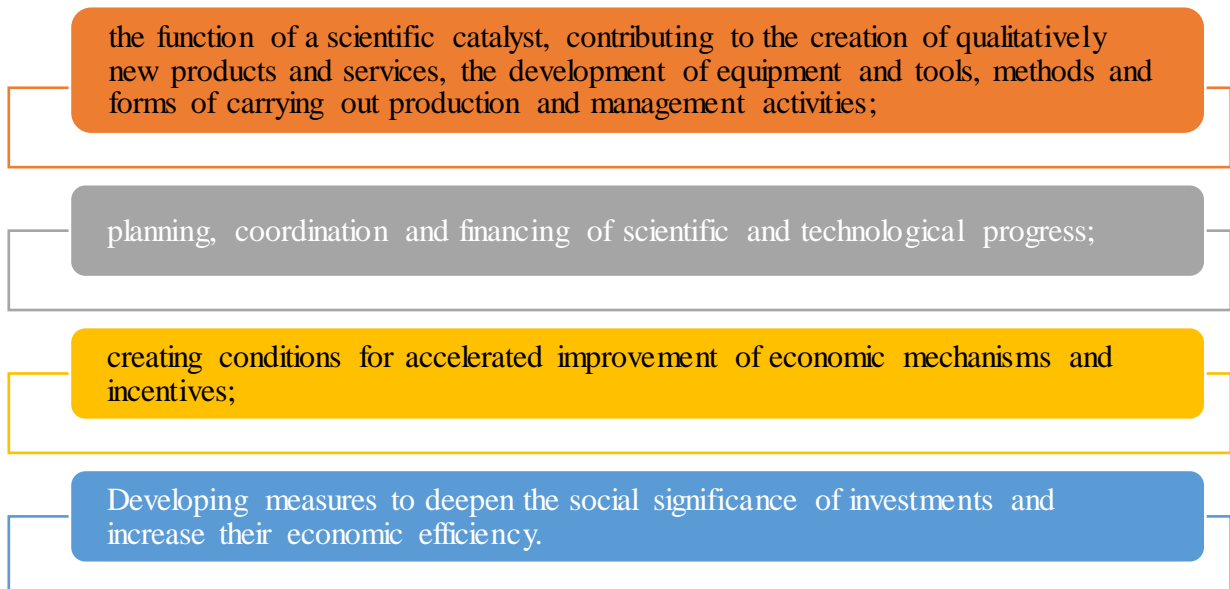 the function of a scientific catalyst, contributing to the creation of qualitatively
new products and services, the development of equipment and tools, methods and
forms of carrying out production and management activities;
planning, coordination and financing of scientific and technological progress;
creating conditions for accelerated improvement of economic mechanisms and
incentives;
Developing measures to deepen the social significance of investments and
increase their economic efficiency.